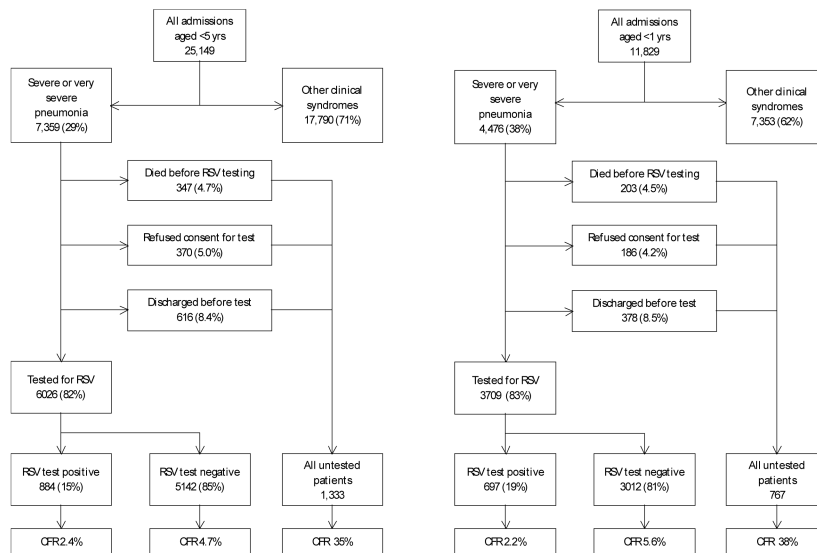 All admissions
aged <5 yrs
25,149
Severe or very
severe
pneumonia
7,359 (29%)
Other clinical
syndromes
17,790 (71%)
Died before RSV testing
347 (4.7%)
Refused consent for test
370 (5.0%)
Discharged before test
616 (8.4%)
Tested for RSV
6026 (82%)
RSV test positive
884 (15%)
RSV test negative
5142 (85%)
All untested
patients
1,333
CFR 2.4%
CFR 4.7%
CFR 35%
All admissions
aged <1 yrs
11,829
Severe or very
severe
pneumonia
4,476 (38%)
Other clinical
syndromes
7,353 (62%)
Died before RSV testing
203 (4.5%)
Refused consent for test
186 (4.2%)
Discharged before test
378 (8.5%)
Tested for RSV
3709 (83%)
RSV test positive
697 (19%)
RSV test negative
3012 (81%)
All untested
patients
767
CFR 2.2%
CFR 5.6%
CFR 38%